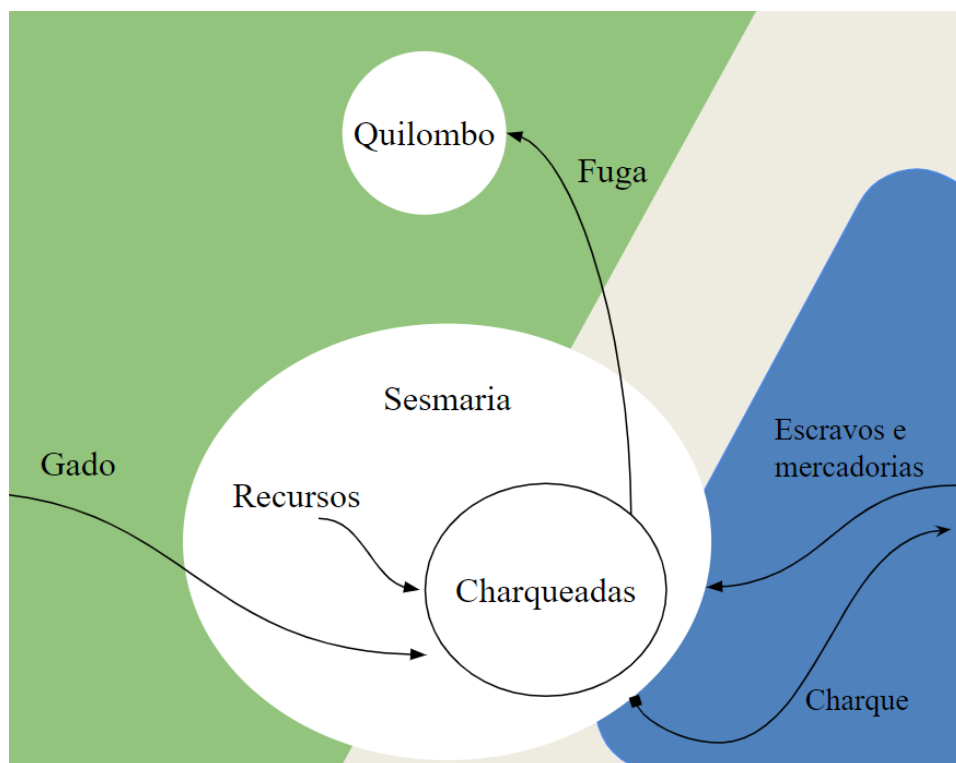 Quilombo
Fuga
Sesmaria
Escravos e
mercadorias
Gado
Recursos
Charqueadas
Charque